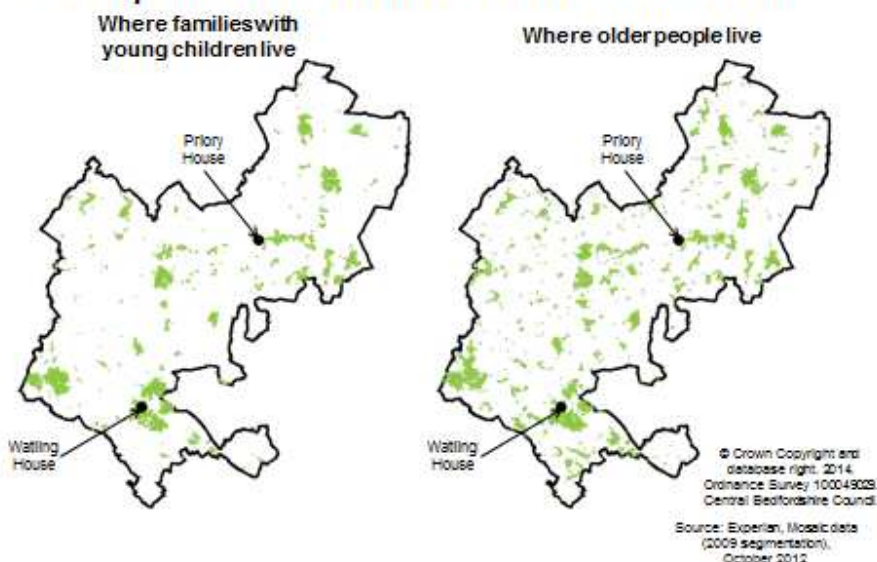 Where families with
young children live
Where older people live
Priory
House
Priory
House
Watling
House
Watling
House
© Crown Copyright and
database right. 2014.
Ordnance Survey 100049029.
Central Bedfordshire Council.
Source: Experian, Mosaic data
(2009 segmentation),
October 2012